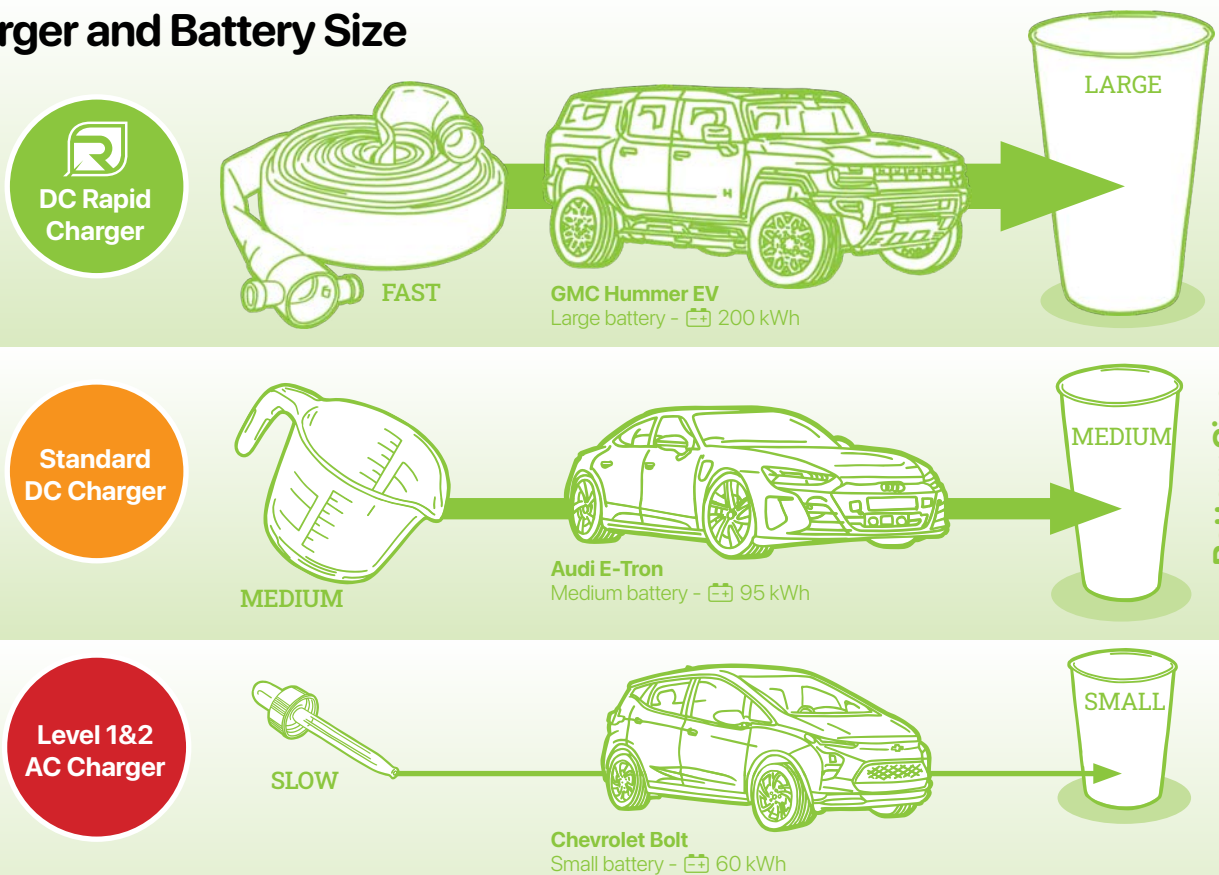 rger and Battery Size
LARGE
DC Rapid
Charger
FAST
GMC Hummer EV
Large battery - 200 kWh
Standard
DC Charger
MEDIUM
MEDIUM
Audi E-Tron
Medium battery - 95 kWh
Level 1&2
AC Charger
SLOW
SMALL
Chevrolet Bolt
Small battery - 60 kWh